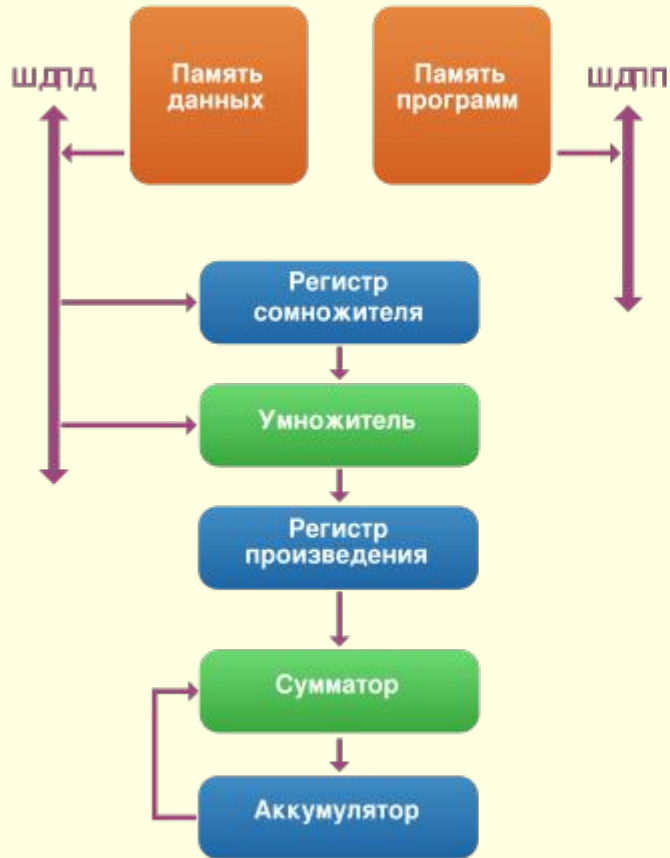 ШДПД
Память
данных
Память
программ
ШДПП
Регистр
сомножителя
Умножитель
Регистр
произведения
Сумматор
Аккумулятор